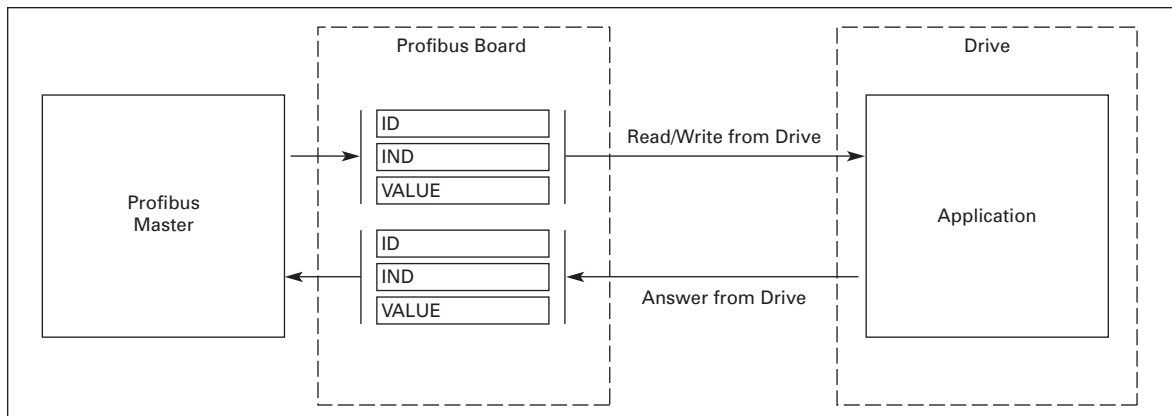 Profibus Board
Drive
ID
IND
VALUE
Read/Write from Drive
Profibus
Master
Application
ID
IND
VALUE
Answer from Drive